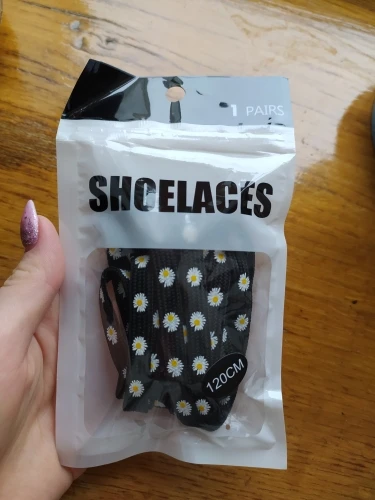 1 PAIRS
SHOELACES
120CM